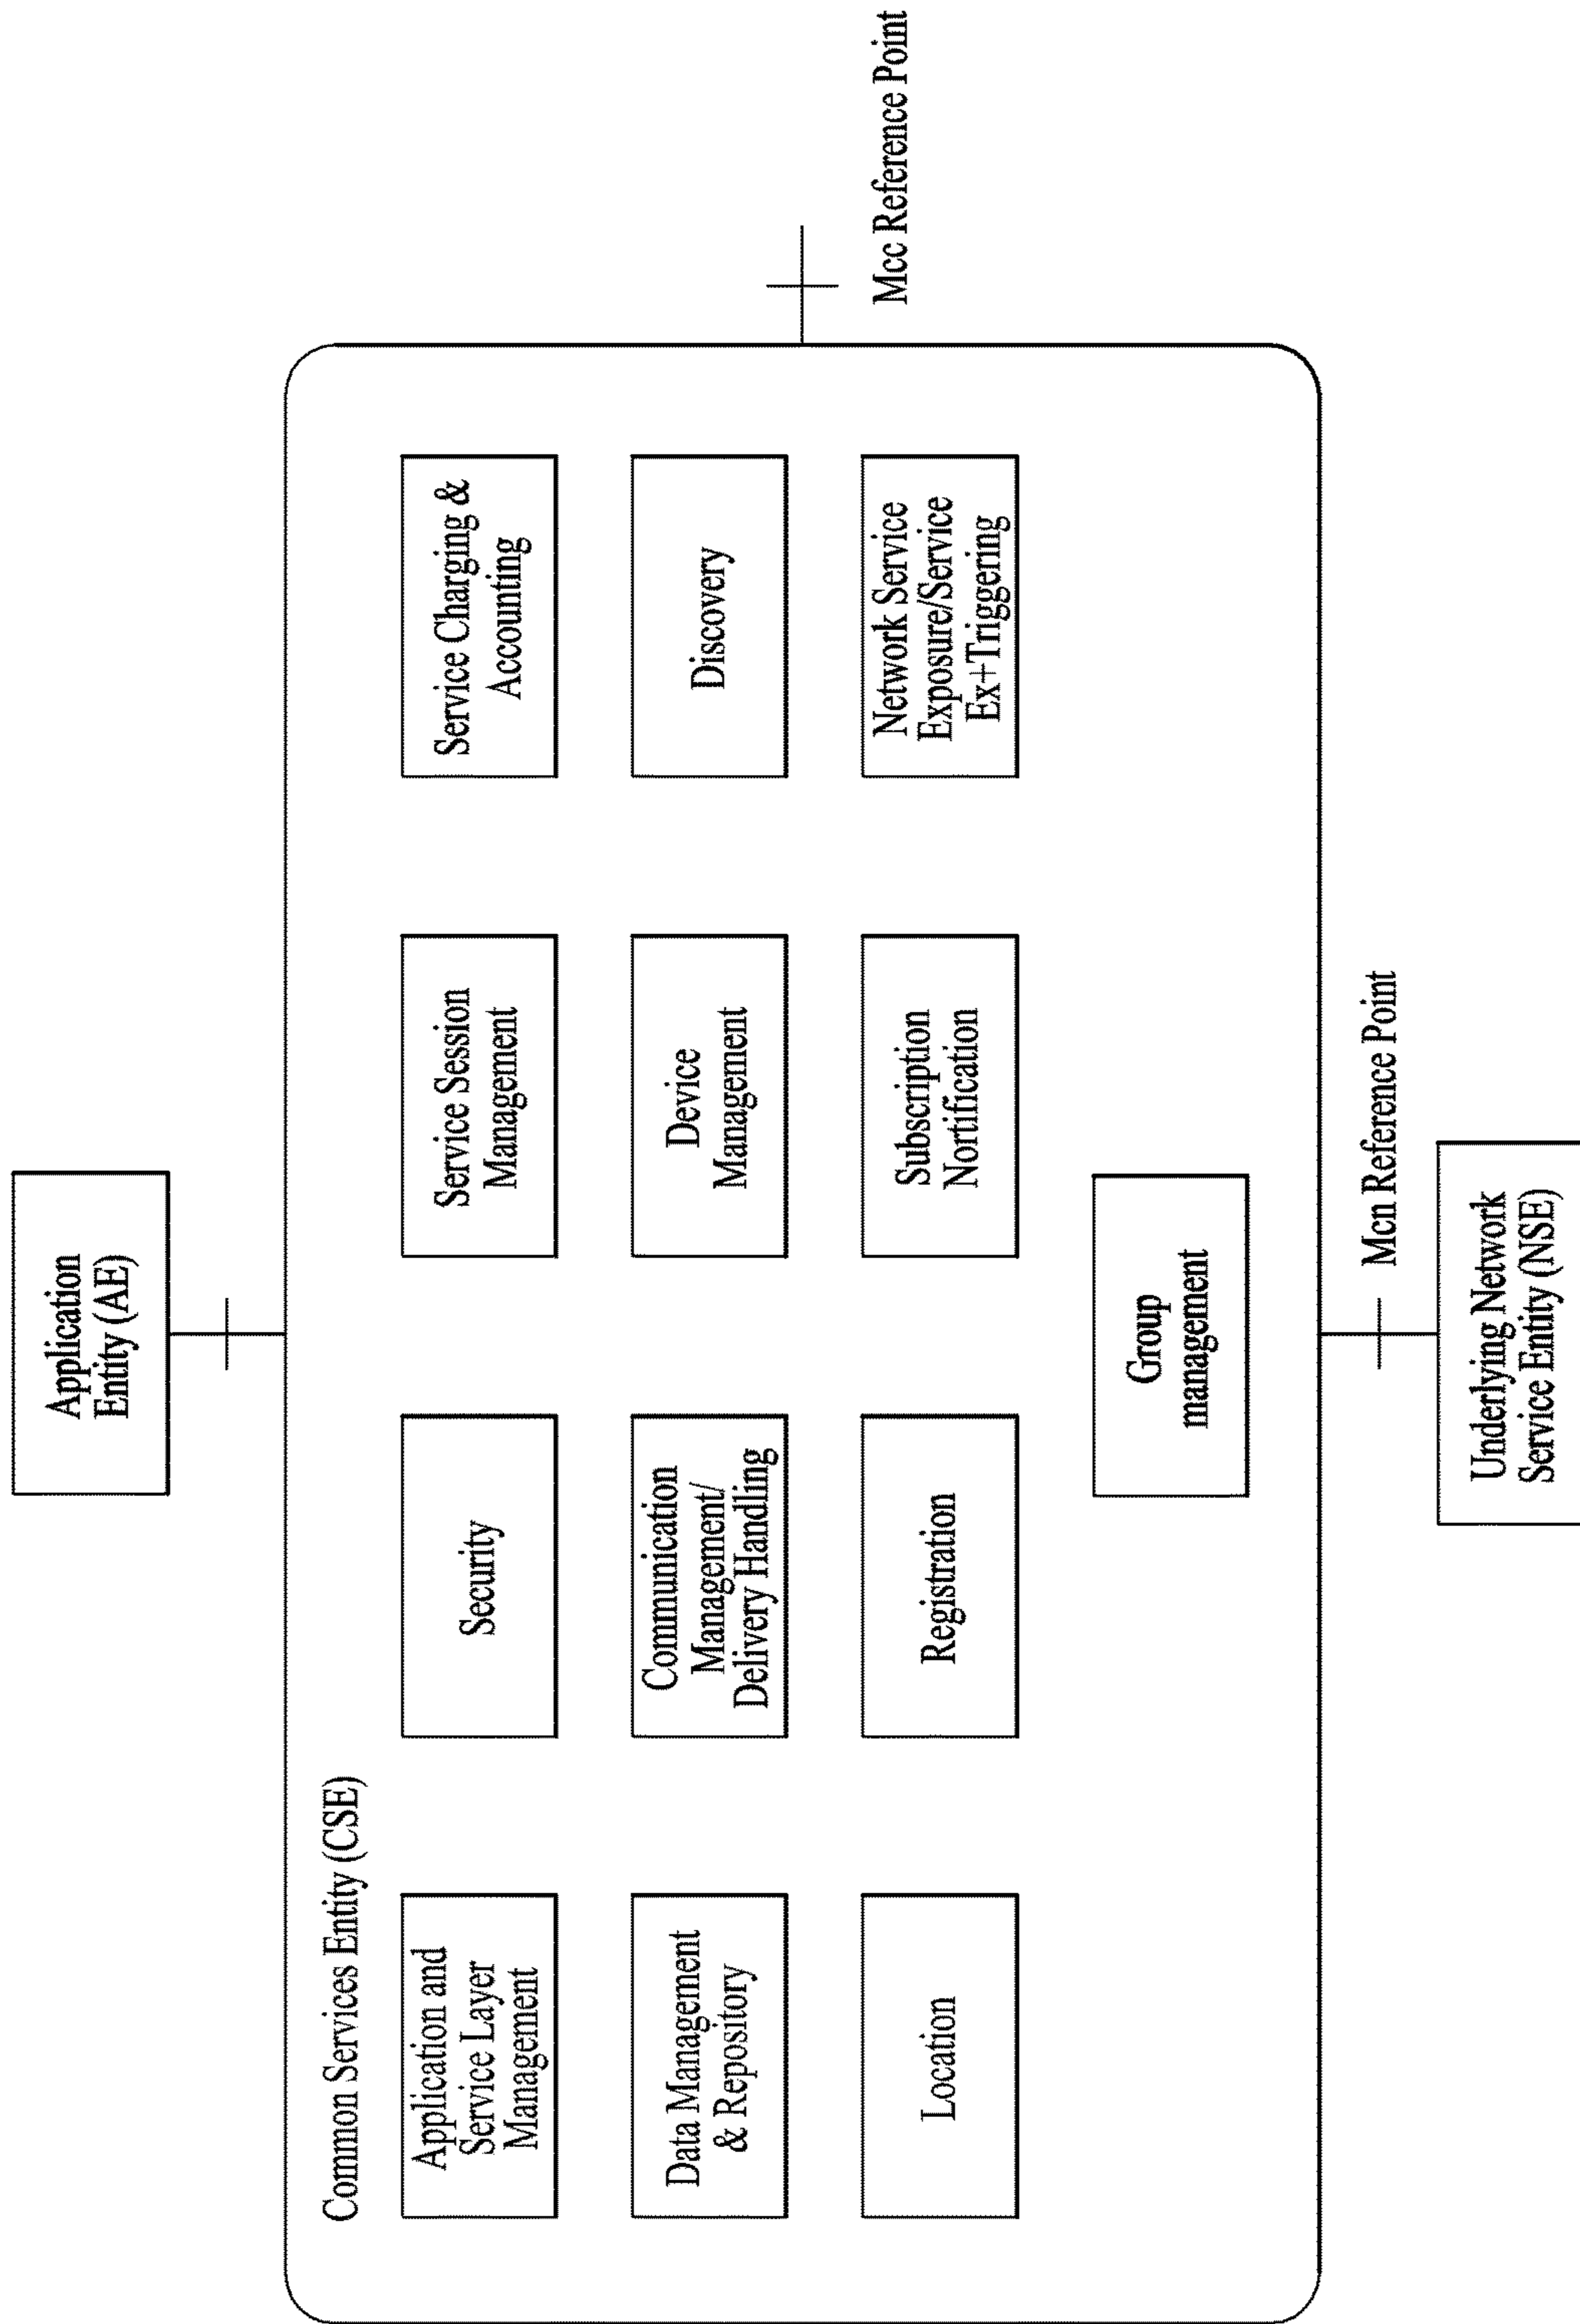 Application
Entity (AE)
Common Services Entity (CSE)
Application and
Service Layer
Management
Security
Service Session
Management
Service Charging &
Accounting
Data Management
& Repository
Communication
Management/
Delivery Handling
Device
Management
Discovery
Location
Registration
Subscription
Nortification
Network Service
Exposure/Service
Ex+Triggering
Group
management
Mcc Reference Point
Mcn Reference Point
Underlying Network
Service Entity (NSE)